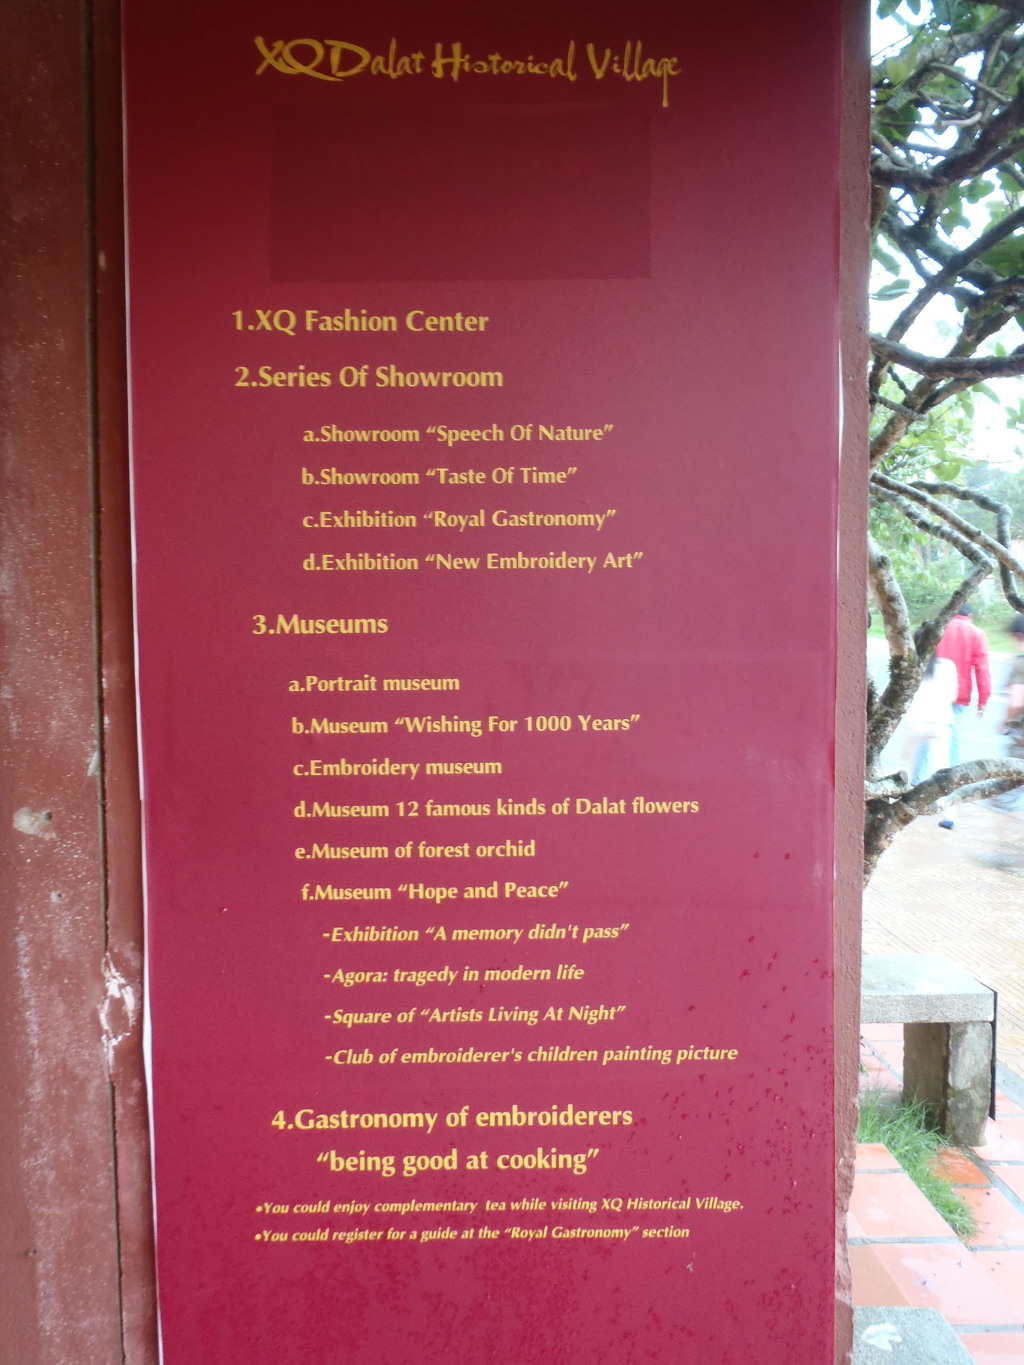 XQ Dalat Historical Village
1.XQ Fashion Center
2.Series Of Showroom
a.Showroom “Speech Of Nature”
b.Showroom “Taste Of Time”
c.Exhibition “Royal Gastronomy”
d.Exhibition “New Embroidery Art”
3.Museums
a.Portrait museum
b.Museum “Wishing For 1000 Years”
c.Embroidery museum
d.Museum 12 famous kinds of Dalat flowers
e.Museum of forest orchid
f.Museum “Hope and Peace”
-Exhibition “A memory didn't pass”
-Agora: tragedy in modern life
-Square of “Artists Living At Night”
-Club of embroiderer's children painting picture
4.Gastronomy of embroiderers
“being good at cooking”
•You could enjoy complementary tea while visiting XQ Historical Village.
•You could register for a guide at the “Royal Gastronomy” section